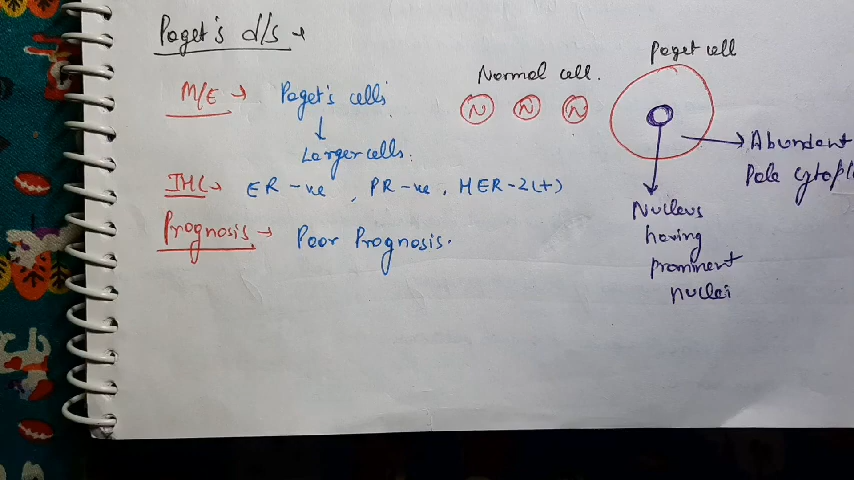 Paget's d/s →
Normal cell.
Paget cell
M/E → Paget's cells
↓
Larger cells.
N N N
→ Abundant
Pale
IHC → ER -ve , PR -ve , HER-2(+)
Nucleus
having
prominent
nuclei
Prognosis → Poor Prognosis.